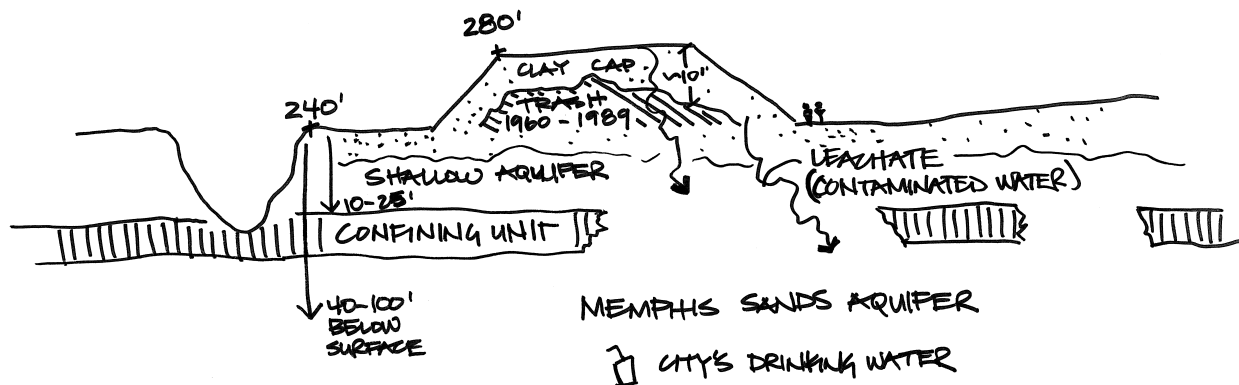 280'
CLAY CAP
~10'
240'
TRASH
1960-1989
LEACHATE
(CONTAMINATED WATER)
SHALLOW AQUIFER
10-25'
CONFINING UNIT
40-100'
BELOW
SURFACE
MEMPHIS SANDS AQUIFER
CITY'S DRINKING WATER